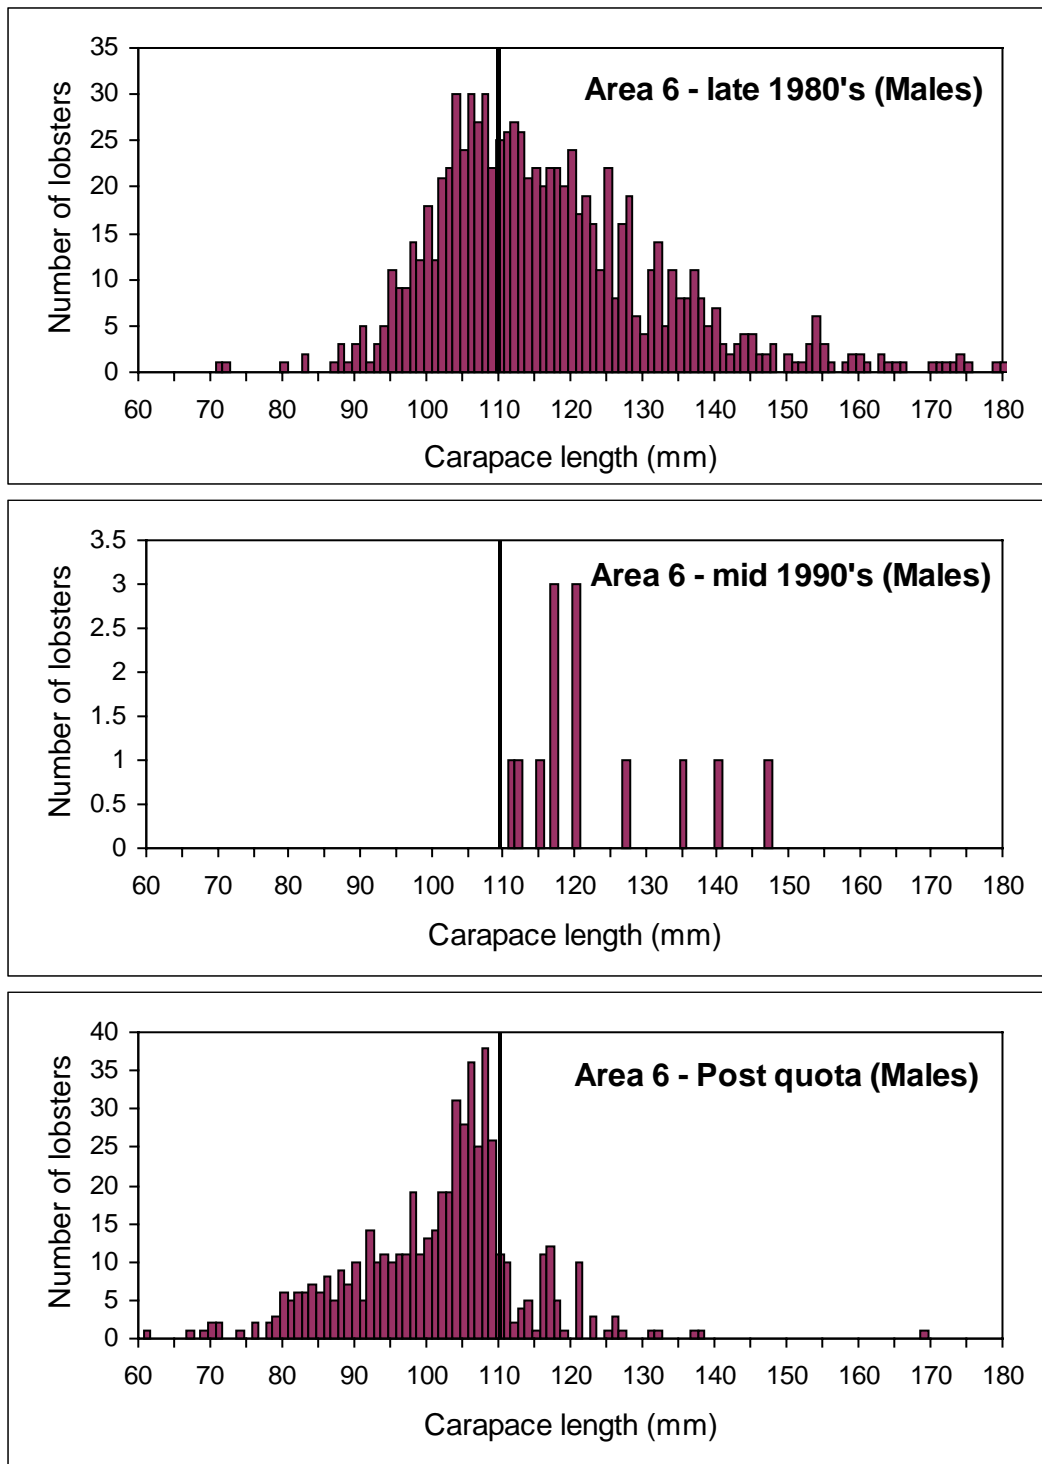 Area 6 - late 1980's (Males)
Number of lobsters
35
30
25
20
15
10
5
0
60 70 80 90 100 110 120 130 140 150 160 170 180
Carapace length (mm)
Area 6 - mid 1990's (Males)
Number of lobsters
3.5
3
2.5
2
1.5
1
0.5
0
60 70 80 90 100 110 120 130 140 150 160 170 180
Carapace length (mm)
Area 6 - Post quota (Males)
Number of lobsters
40
35
30
25
20
15
10
5
0
60 70 80 90 100 110 120 130 140 150 160 170 180
Carapace length (mm)